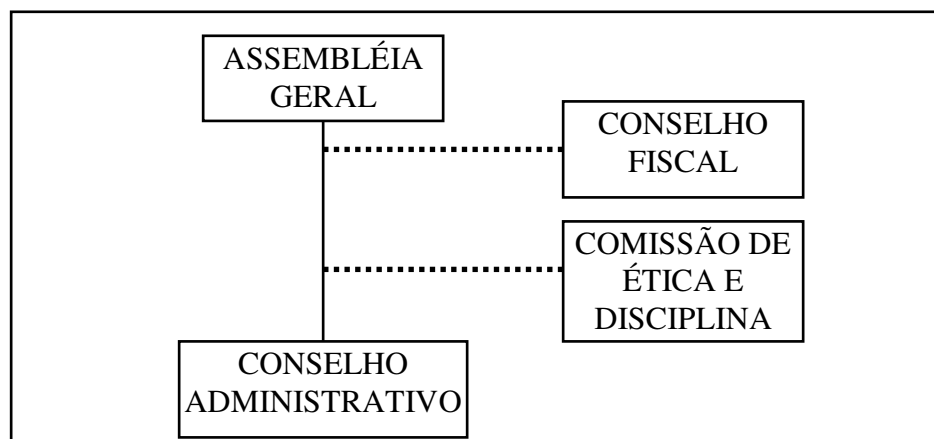 ASSEMBLÉIA
GERAL
CONSELHO
FISCAL
COMISSÃO DE
ÉTICA E
DISCIPLINA
CONSELHO
ADMINISTRATIVO